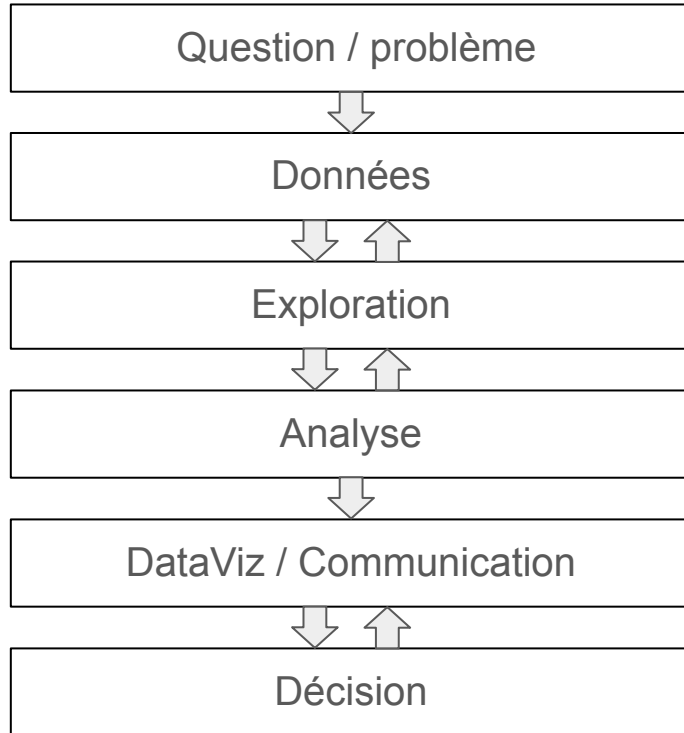 Question / problème
Données
Exploration
Analyse
DataViz / Communication
Décision